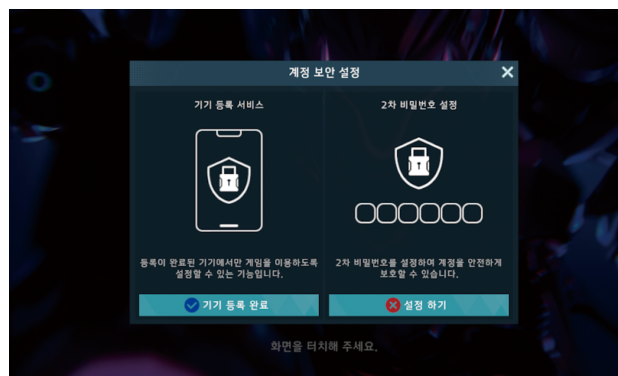 계정 보안 설정
기기 등록 서비스
등록이 완료된 기기에서만 게임을 이용하도록
설정할 수 있는 기능입니다.
기기 등록 완료
2차 비밀번호 설정
2차 비밀번호를 설정하여 계정을 안전하게
보호할 수 있습니다.
설정 하기
화면을 터치해 주세요.